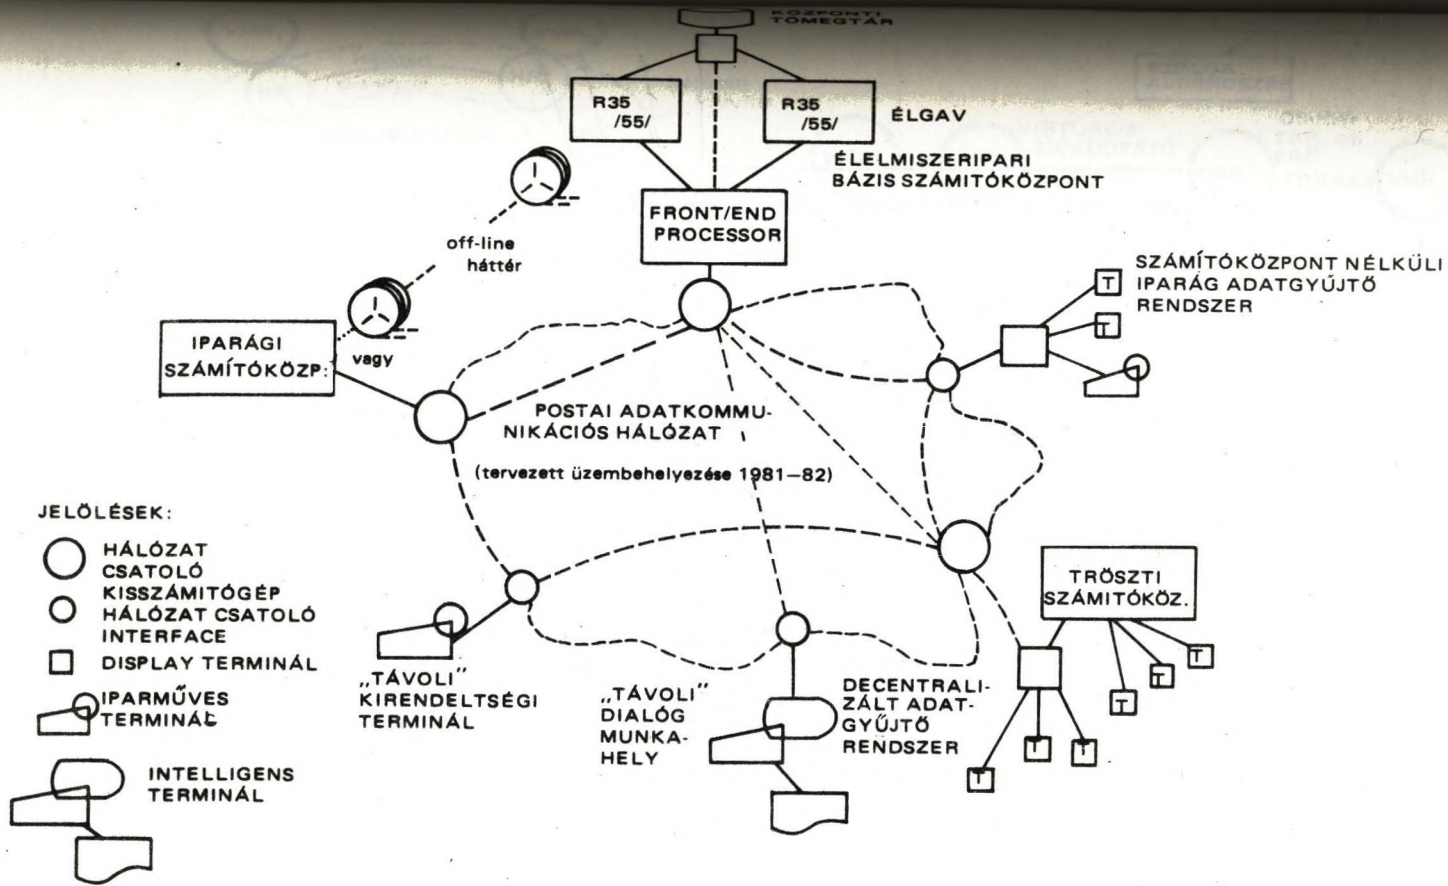 KÖZPONTI
TÖMEGTÁR
R35
/55/
R35
/55/
ÉLGAV
ÉLELMISZERIPARI
BÁZIS SZÁMITÓKÖZPONT
FRONT/END
PROCESSOR
off-line
háttér
IPARÁGI
SZÁMÍTÓKÖZP:
vagy
T
T
SZÁMÍTÓKÖZPONT NÉLKÜLI
IPARÁG ADATGYŰJTŐ
RENDSZER
POSTAI ADATKOMMU-
NIKÁCIÓS HÁLÓZAT
(tervezett üzembehelyezése 1981–82)
JELÖLÉSEK:
HÁLÓZAT
CSATOLÓ
KISSZÁMITÓGÉP
HÁLÓZAT CSATOLÓ
INTERFACE
DISPLAY TERMINÁL
IPARMŰVES
TERMINÁL
INTELLIGENS
TERMINÁL
„TÁVOLI”
KIRENDELTSÉGI
TERMINÁL
„TÁVOLI”
DIALÓG
MUNKA-
HELY
DECENTRALI-
ZÁLT ADAT-
GYŰJTŐ
RENDSZER
TRÖSZTI
SZÁMITÓKÖZ.
T
T
T
T
T
T